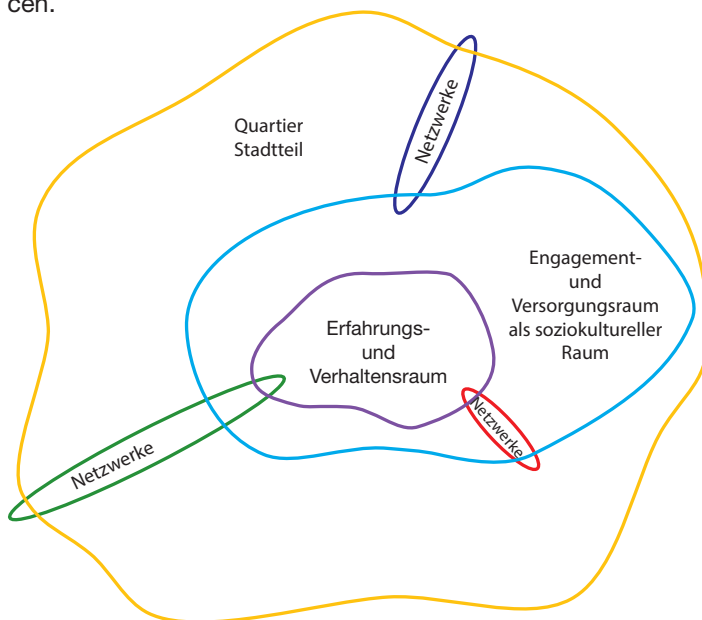 cen.
Netzwerke
Quartier
Stadtteil
Engagement-
und
Versorgungsraum
als soziokultureller
Raum
Erfahrungs-
und
Verhaltensraum
Netzwerke
Netzwerke